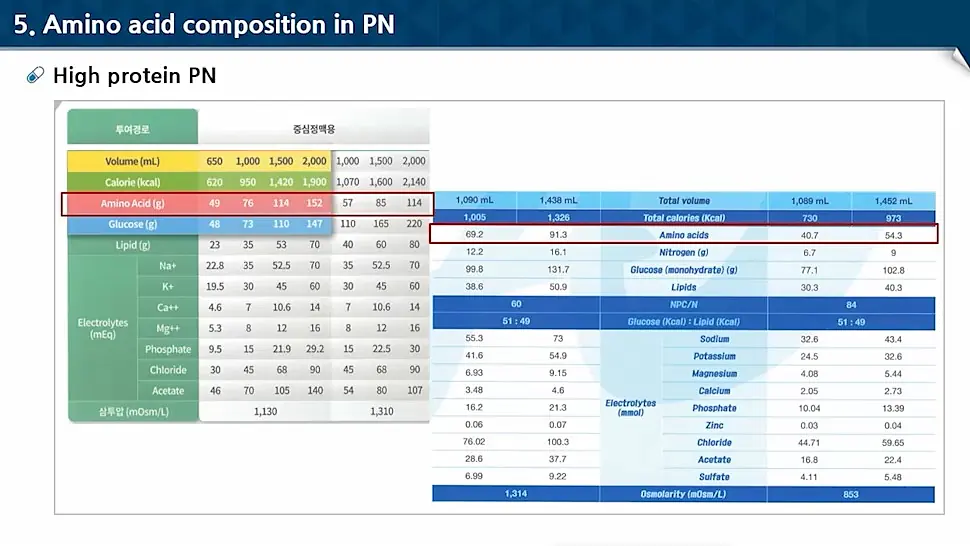 5. Amino acid composition in PN
High protein PN
투여경로 중심정맥용
Volume (mL) 650 1,000 1,500 2,000 1,000 1,500 2,000
Calorie (kcal) 620 950 1,420 1,900 1,070 1,600 2,140
Amino Acid (g) 49 76 114 152 57 85 114
Glucose (g) 48 73 110 147 110 165 220
Lipid (g) 23 35 53 70 40 60 80
Electrolytes (mEq)
Na+ 22.8 35 52.5 70 35 52.5 70
K+ 19.5 30 45 60 30 45 60
Ca++ 4.6 7 10.6 14 7 10.6 14
Mg++ 5.3 8 12 16 8 12 16
Phosphate 9.5 15 21.9 29.2 15 22.5 30
Chloride 30 45 68 90 45 68 90
Acetate 46 70 105 140 54 80 107
삼투압 (mOsm/L) 1,130 1,310
1,090 mL 1,438 mL Total volume 1,089 mL 1,452 mL
1,005 1,326 Total calories (Kcal) 730 973
69.2 91.3 Amino acids 40.7 54.3
12.2 16.1 Nitrogen (g) 6.7 9
99.8 131.7 Glucose (monohydrate) (g) 77.1 102.8
38.6 50.9 Lipids 30.3 40.3
60 NPC/N 84
51 : 49 Glucose (Kcal) : Lipid (Kcal) 51 : 49
Electrolytes (mmol)
55.3 73 Sodium 32.6 43.4
41.6 54.9 Potassium 24.5 32.6
6.93 9.15 Magnesium 4.08 5.44
3.48 4.6 Calcium 2.05 2.73
16.2 21.3 Phosphate 10.04 13.39
0.06 0.07 Zinc 0.03 0.04
76.02 100.3 Chloride 44.71 59.65
28.6 37.7 Acetate 16.8 22.4
6.99 9.22 Sulfate 4.11 5.48
1,314 Osmolarity (mOsm/L) 853